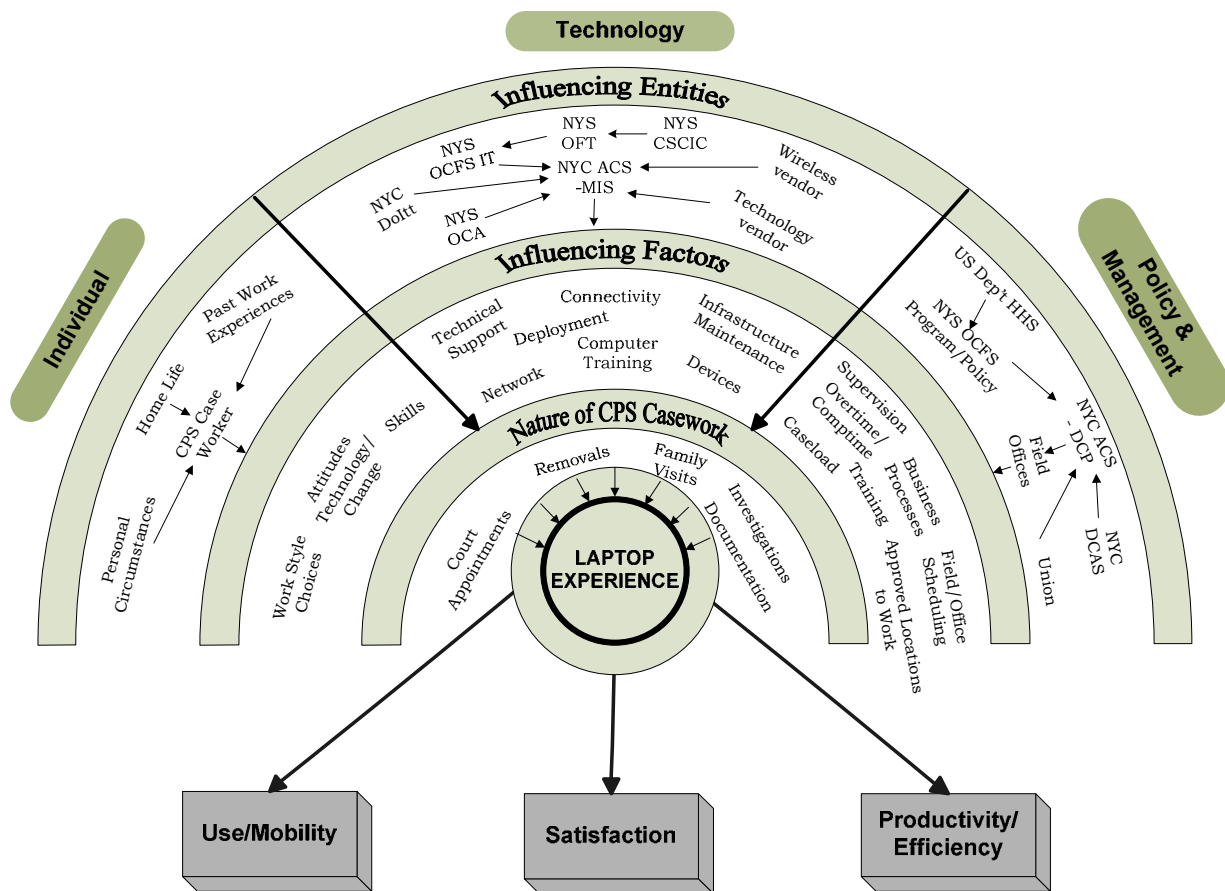 Technology
Influencing Entities
NYS
OFT
NYS
CSCIC
NYS
OCFS IT
NYC ACS
-MIS
Wireless
vendor
NYC
DoItt
NYS
OCA
Technology
vendor
Individual
Policy &
Management
Influencing Factors
Past Work
Experiences
Home Life
CPS Case
Worker
Personal
Circumstances
US Dep't HHS
NYS OCFS
Program/Policy
NYC ACS
- DCP
Field
Offices
NYC
DCAS
Union
Technical
Support
Connectivity
Deployment
Infrastructure
Maintenance
Computer
Training
Network
Devices
Skills
Attitudes
Technology/
Change
Work Style
Choices
Supervision
Overtime/
Comptime
Caseload
Business
Processes
Training
Field/Office
Scheduling
Approved Locations
to Work
Nature of CPS Casework
Removals
Family
Visits
Court
Appointments
Investigations
Documentation
LAPTOP
EXPERIENCE
Use/Mobility
Satisfaction
Productivity/
Efficiency